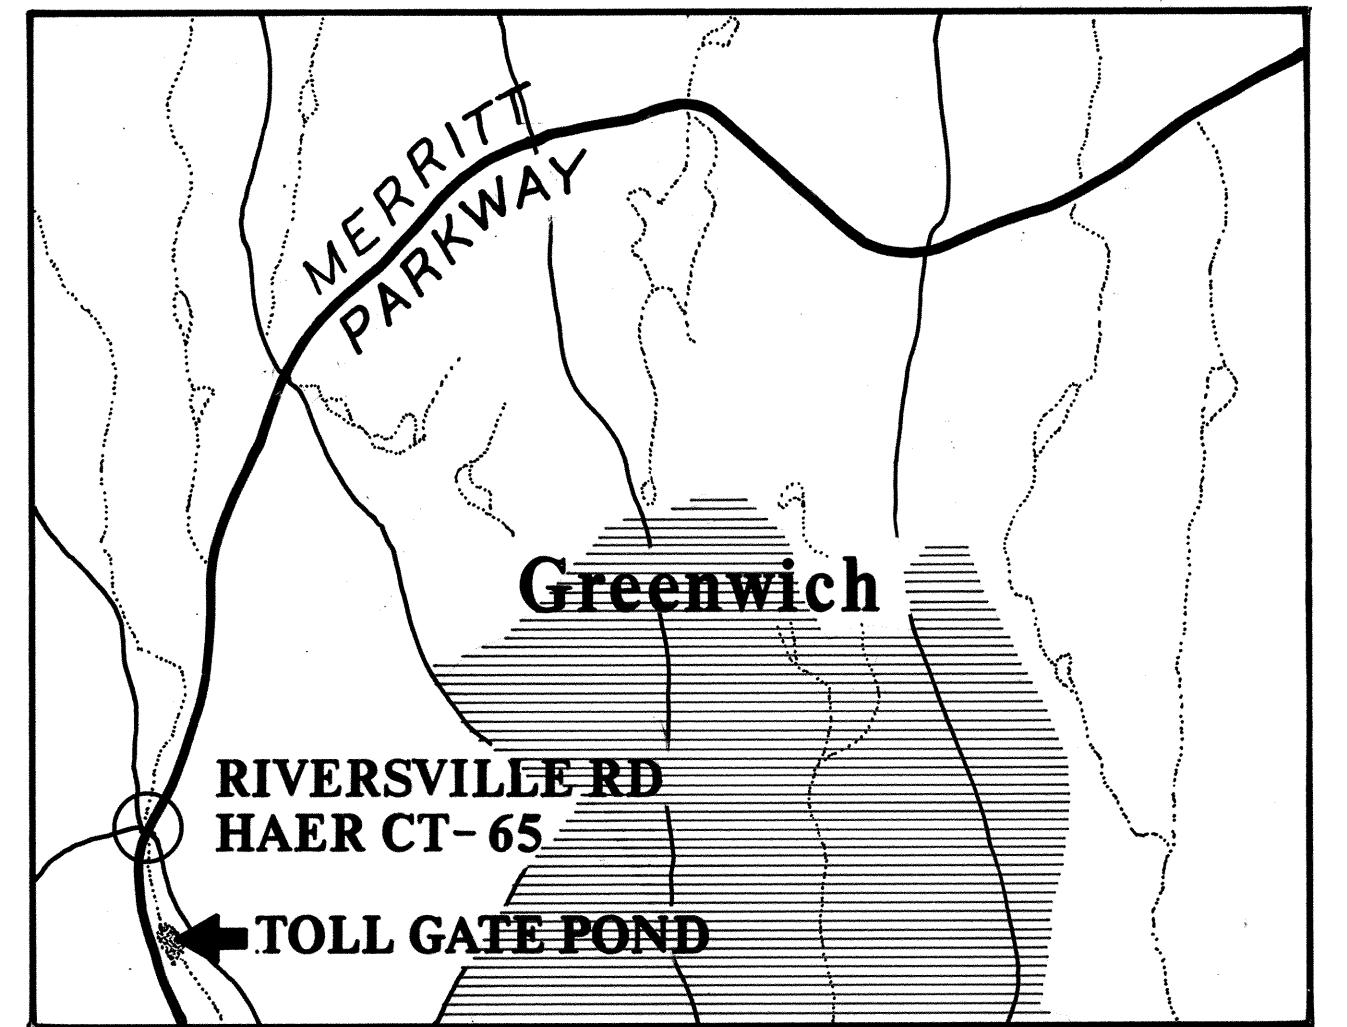 MERRITT
PARKWAY
Greenwich
RIVERSVILLE RD
HAER CT-65
TOLL GATE POND